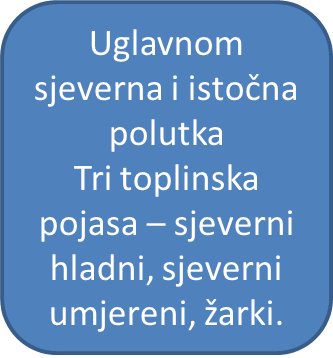 Uglavnom
sjeverna i istočna
polutka
Tri toplinska
pojasa – sjeverni
hladni, sjeverni
umjereni, žarki.